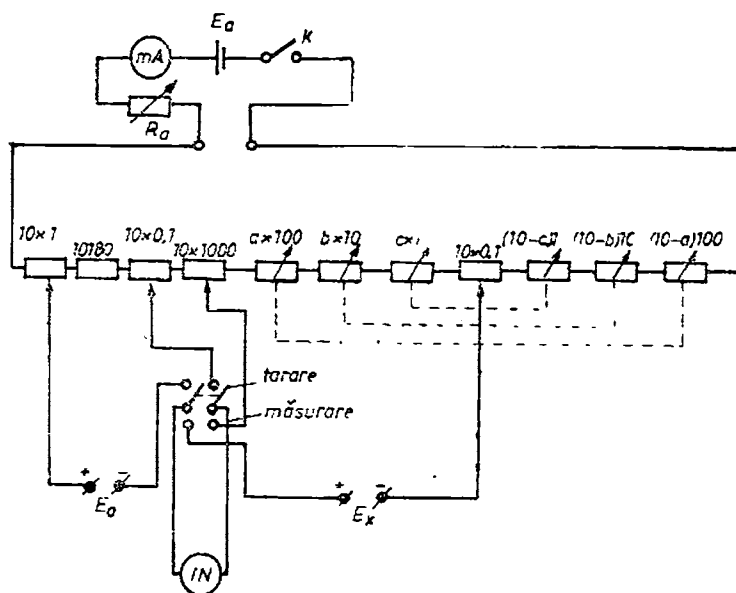 E_a
K
mA
R_a
10×1
10180
10×0,1
10×1000
a×100
b×10
c×1
10×0,1
(10-c)1
(10-b)10
(10-a)100
tarare
măsurare
+ -
E_o
+ -
E_x
IN